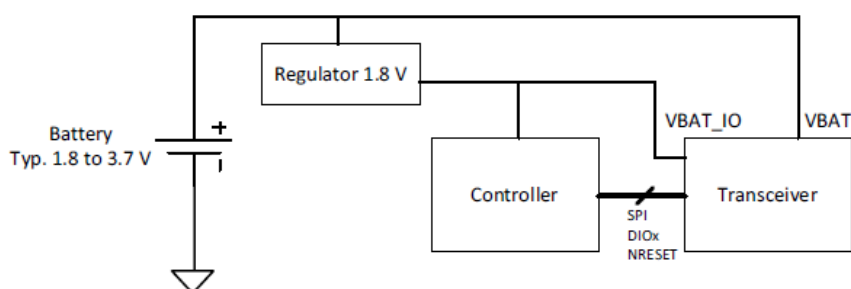 Regulator 1.8 V
Battery
Typ. 1.8 to 3.7 V
+
-
VBAT_IO
VBAT
Controller
Transceiver
SPI
DIOx
NRESET